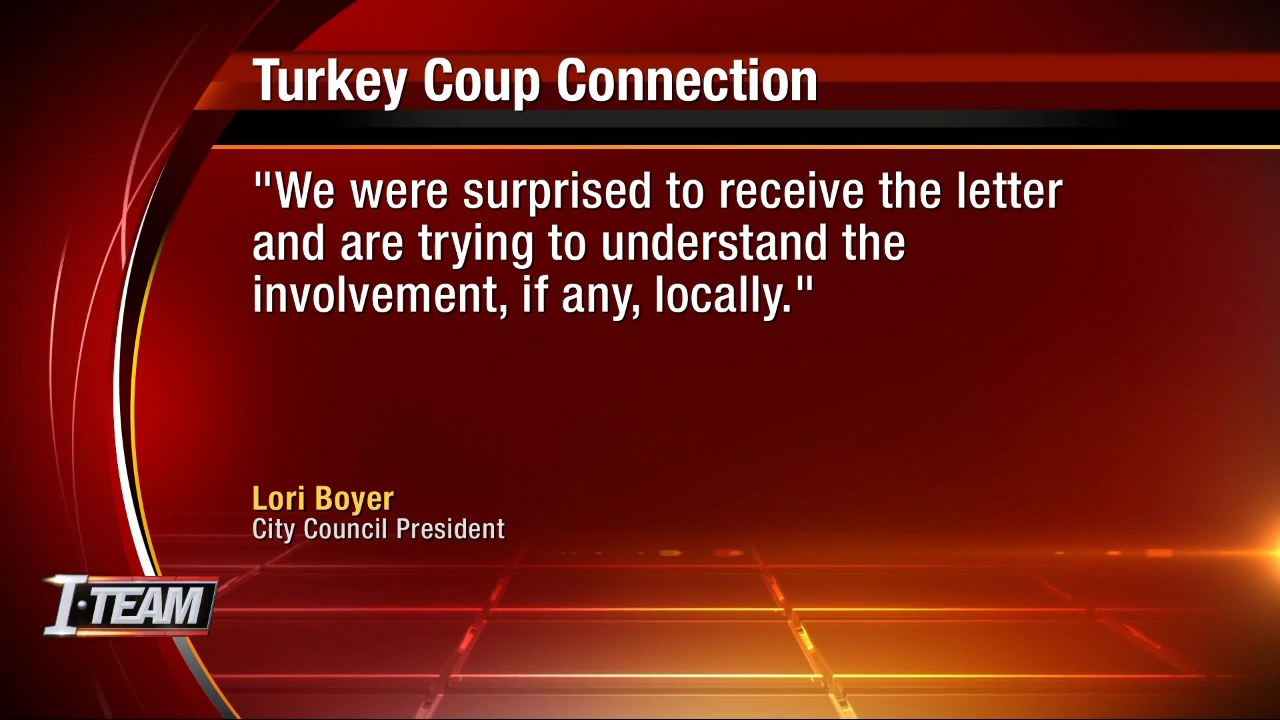 Turkey Coup Connection
"We were surprised to receive the letter
and are trying to understand the
involvement, if any, locally."
Lori Boyer
City Council President
I·TEAM